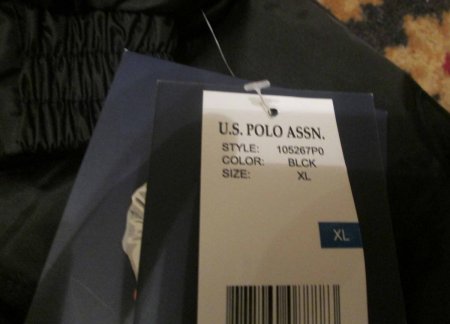 U.S. POLO ASSN.
STYLE: 105267P0
COLOR: BLCK
SIZE: XL
XL